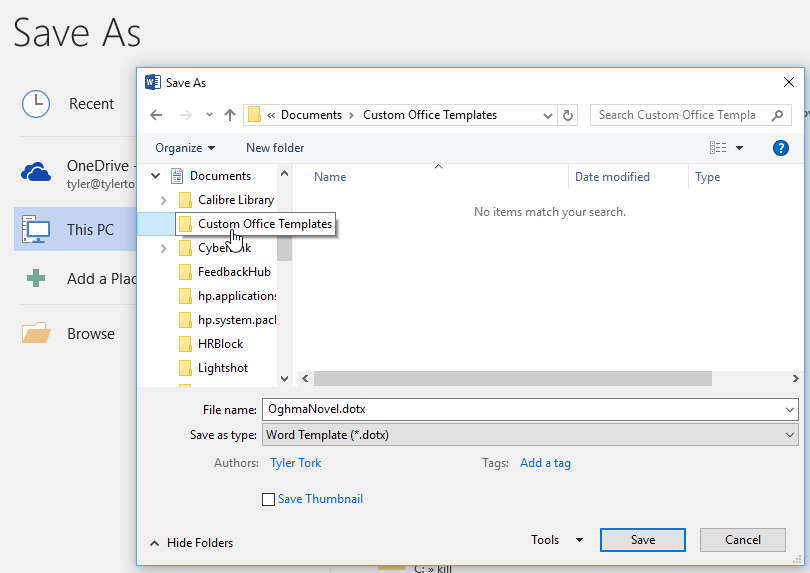 Save As
Recent
OneDrive -
tyler@tylerto
This PC
Add a Plac
Browse
Save As
« Documents > Custom Office Templates
Search Custom Office Templa
Organize
New folder
Documents
Calibre Library
Custom Office Templates
FeedbackHub
hp.applications
hp.system.pack
HRBlock
Lightshot
Name
Date modified
Type
No items match your search.
File name: OghmaNovel.dotx
Save as type: Word Template (*.dotx)
Authors: Tyler Tork
Tags: Add a tag
Save Thumbnail
Hide Folders
Tools
Save
Cancel
C: » kill